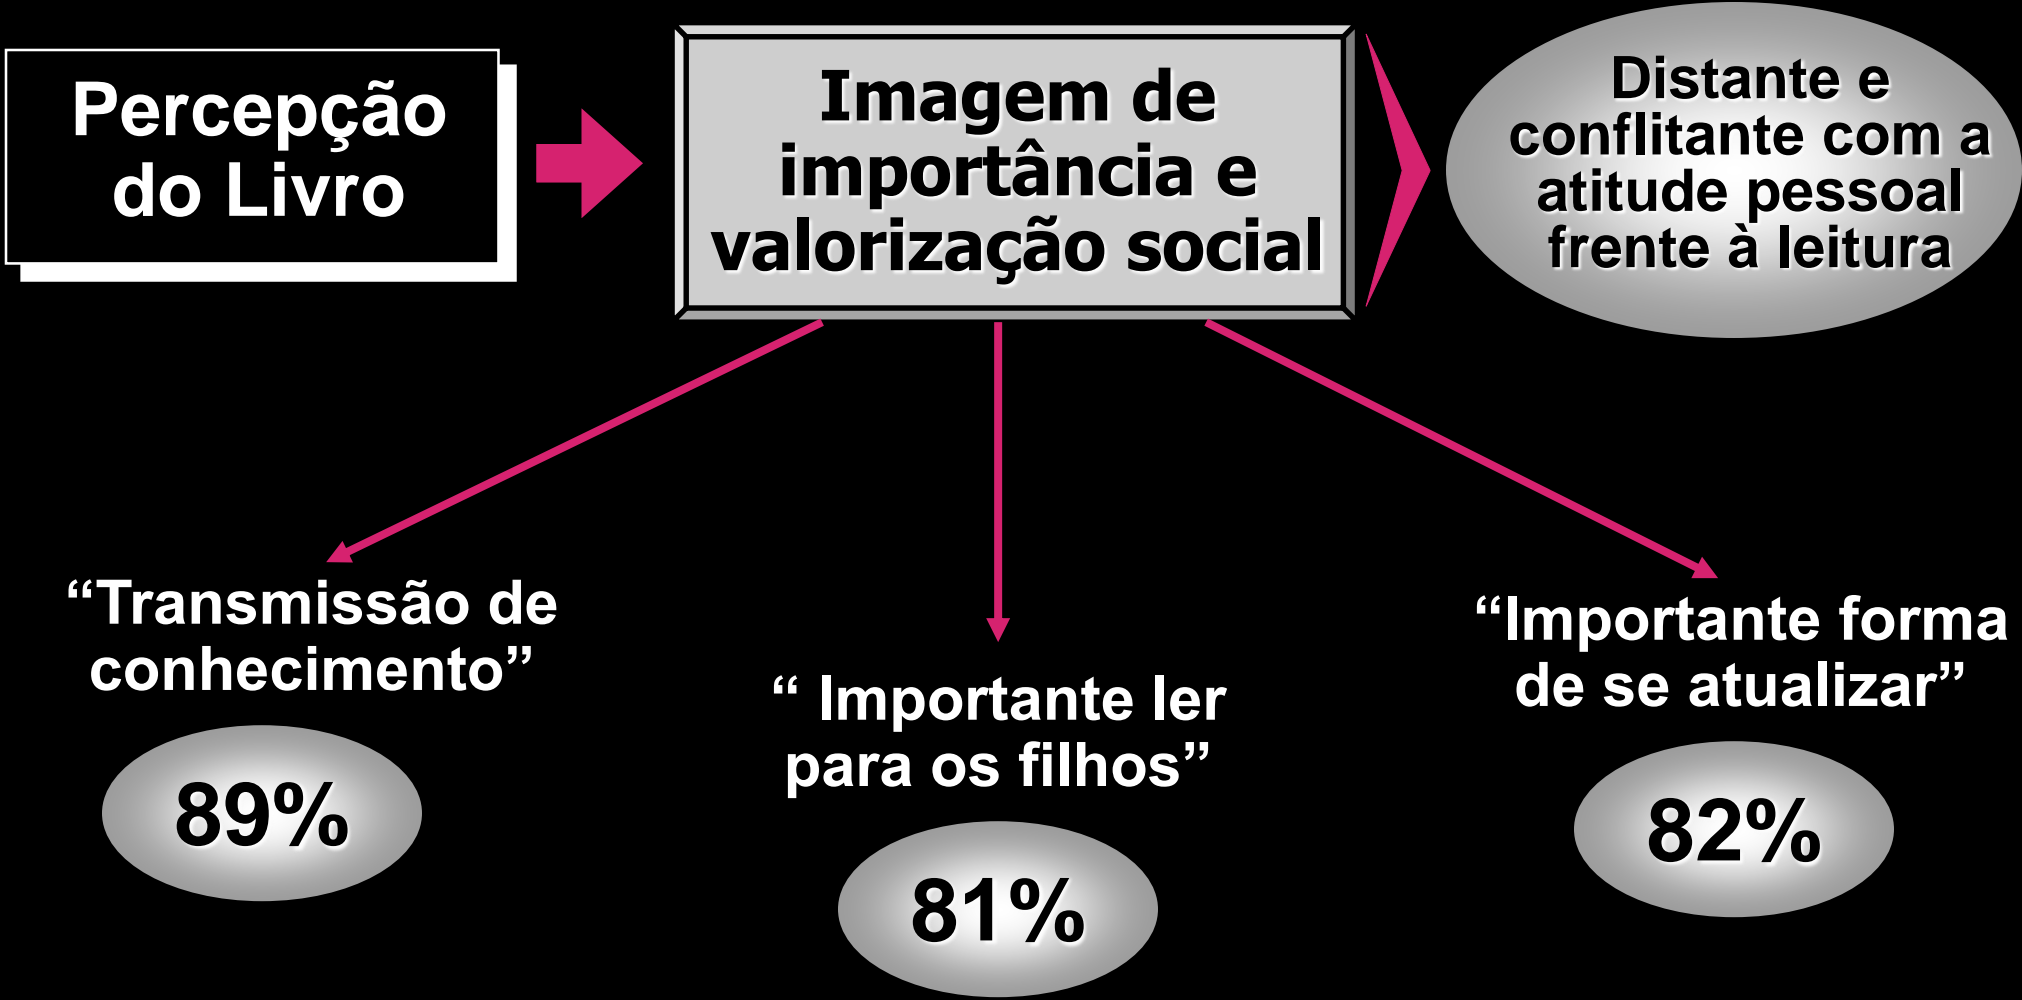 Percepção
do Livro
Imagem de
importância e
valorização social
Distante e
conflitante com a
atitude pessoal
frente à leitura
“Transmissão de
conhecimento”
89%
“ Importante ler
para os filhos”
81%
“Importante forma
de se atualizar”
82%